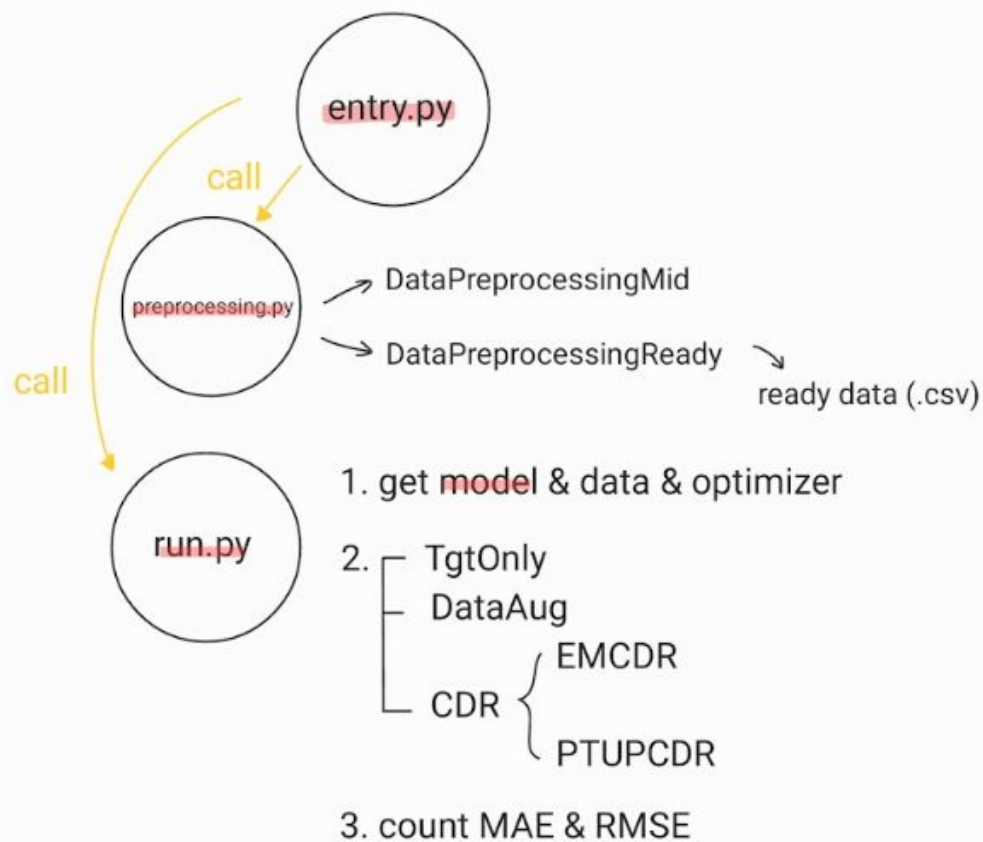 entry.py
call
preprocessing.py
DataPreprocessingMid
DataPreprocessingReady
ready data (.csv)
call
run.py
1. get model & data & optimizer
2.
TgtOnly
DataAug
CDR
EMCDR
PTUPCDR
3. count MAE & RMSE